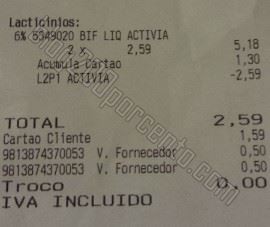 Lacticinios:
6% 5349020 BIF LIQ ACTIVIA
2 x 2,59 5,18
Acumula Cartao 1,30
L2P1 ACTIVIA -2,59
TOTAL 2,59
Cartao Cliente 1,59
9813874370053 V. Fornecedor 0,50
9813874370053 V. Fornecedor 0,50
Troco 0,00
IVA INCLUIDO